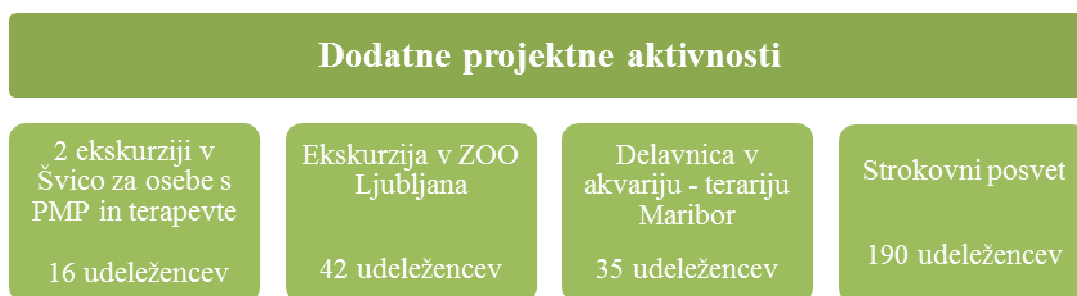 Dodatne projektne aktivnosti
2 ekskurziji v
Švico za osebe s
PMP in terapevte
16 udeležencev
Ekskurzija v ZOO
Ljubljana
42 udeležencev
Delavnica v
akvariju - terariju
Maribor
35 udeležencev
Strokovni posvet
190 udeležencev